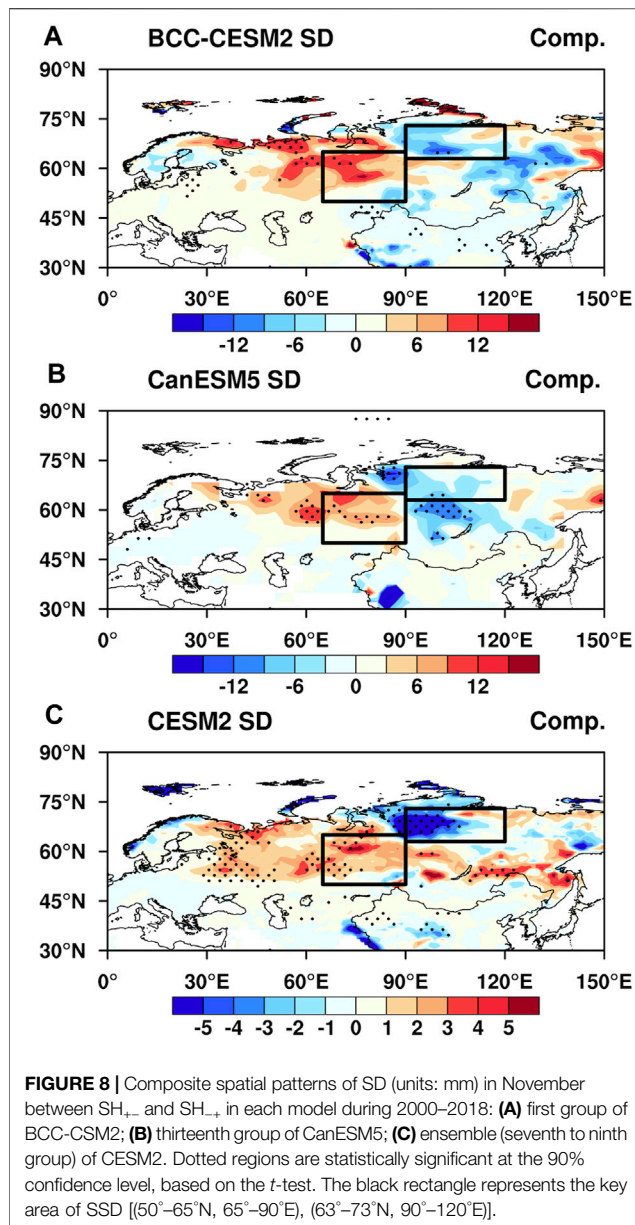 A BCC-CESM2 SD Comp.
90°N
75°N
60°N
45°N
30°N
0° 30°E 60°E 90°E 120°E 150°E
-12 -6 0 6 12
B CanESM5 SD Comp.
90°N
75°N
60°N
45°N
30°N
0° 30°E 60°E 90°E 120°E 150°E
-12 -6 0 6 12
C CESM2 SD Comp.
90°N
75°N
60°N
45°N
30°N
0° 30°E 60°E 90°E 120°E 150°E
-5 -4 -3 -2 -1 0 1 2 3 4 5
FIGURE 8 | Composite spatial patterns of SD (units: mm) in November
between SH₊₋ and SH₋₊ in each model during 2000–2018: (A) first group of
BCC-CSM2; (B) thirteenth group of CanESM5; (C) ensemble (seventh to ninth
group) of CESM2. Dotted regions are statistically significant at the 90%
confidence level, based on the t-test. The black rectangle represents the key
area of SSD [(50°–65°N, 65°–90°E), (63°–73°N, 90°–120°E)].